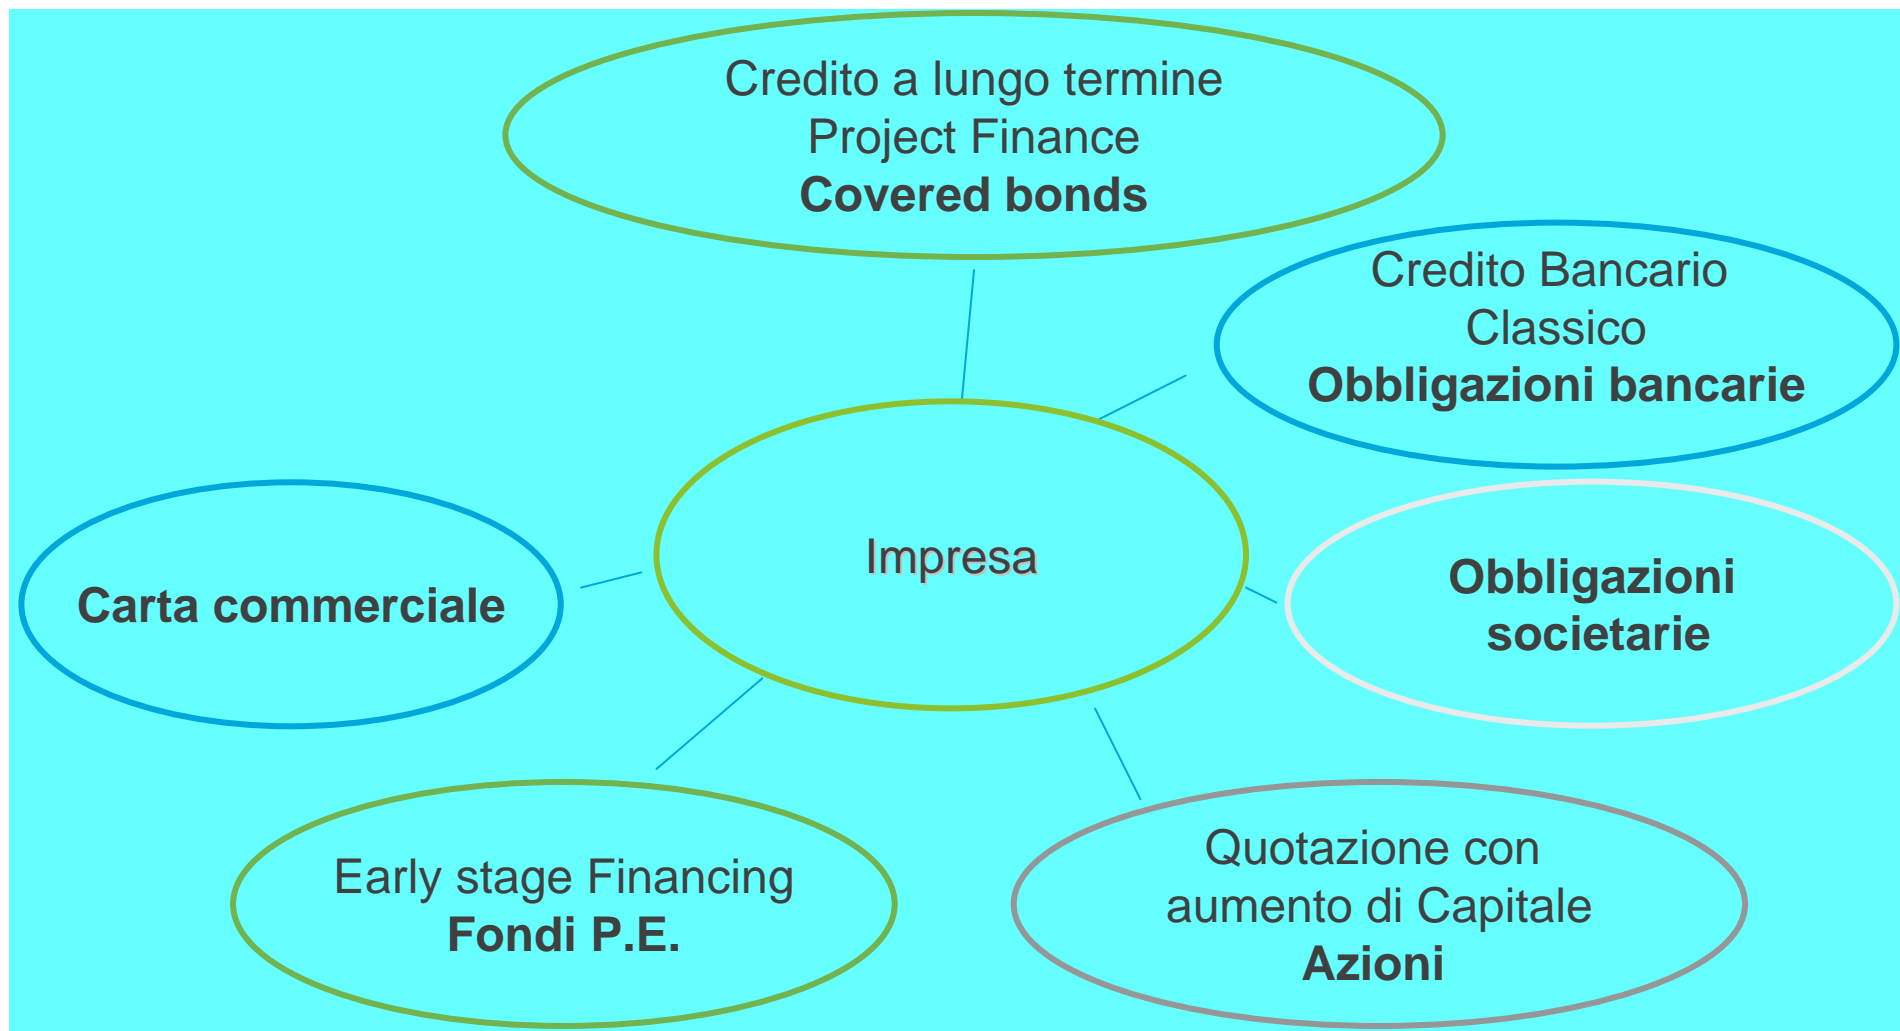 Credito a lungo termine
Project Finance
Covered bonds
Credito Bancario
Classico
Obbligazioni bancarie
Impresa
Carta commerciale
Obbligazioni
societarie
Early stage Financing
Fondi P.E.
Quotazione con
aumento di Capitale
Azioni